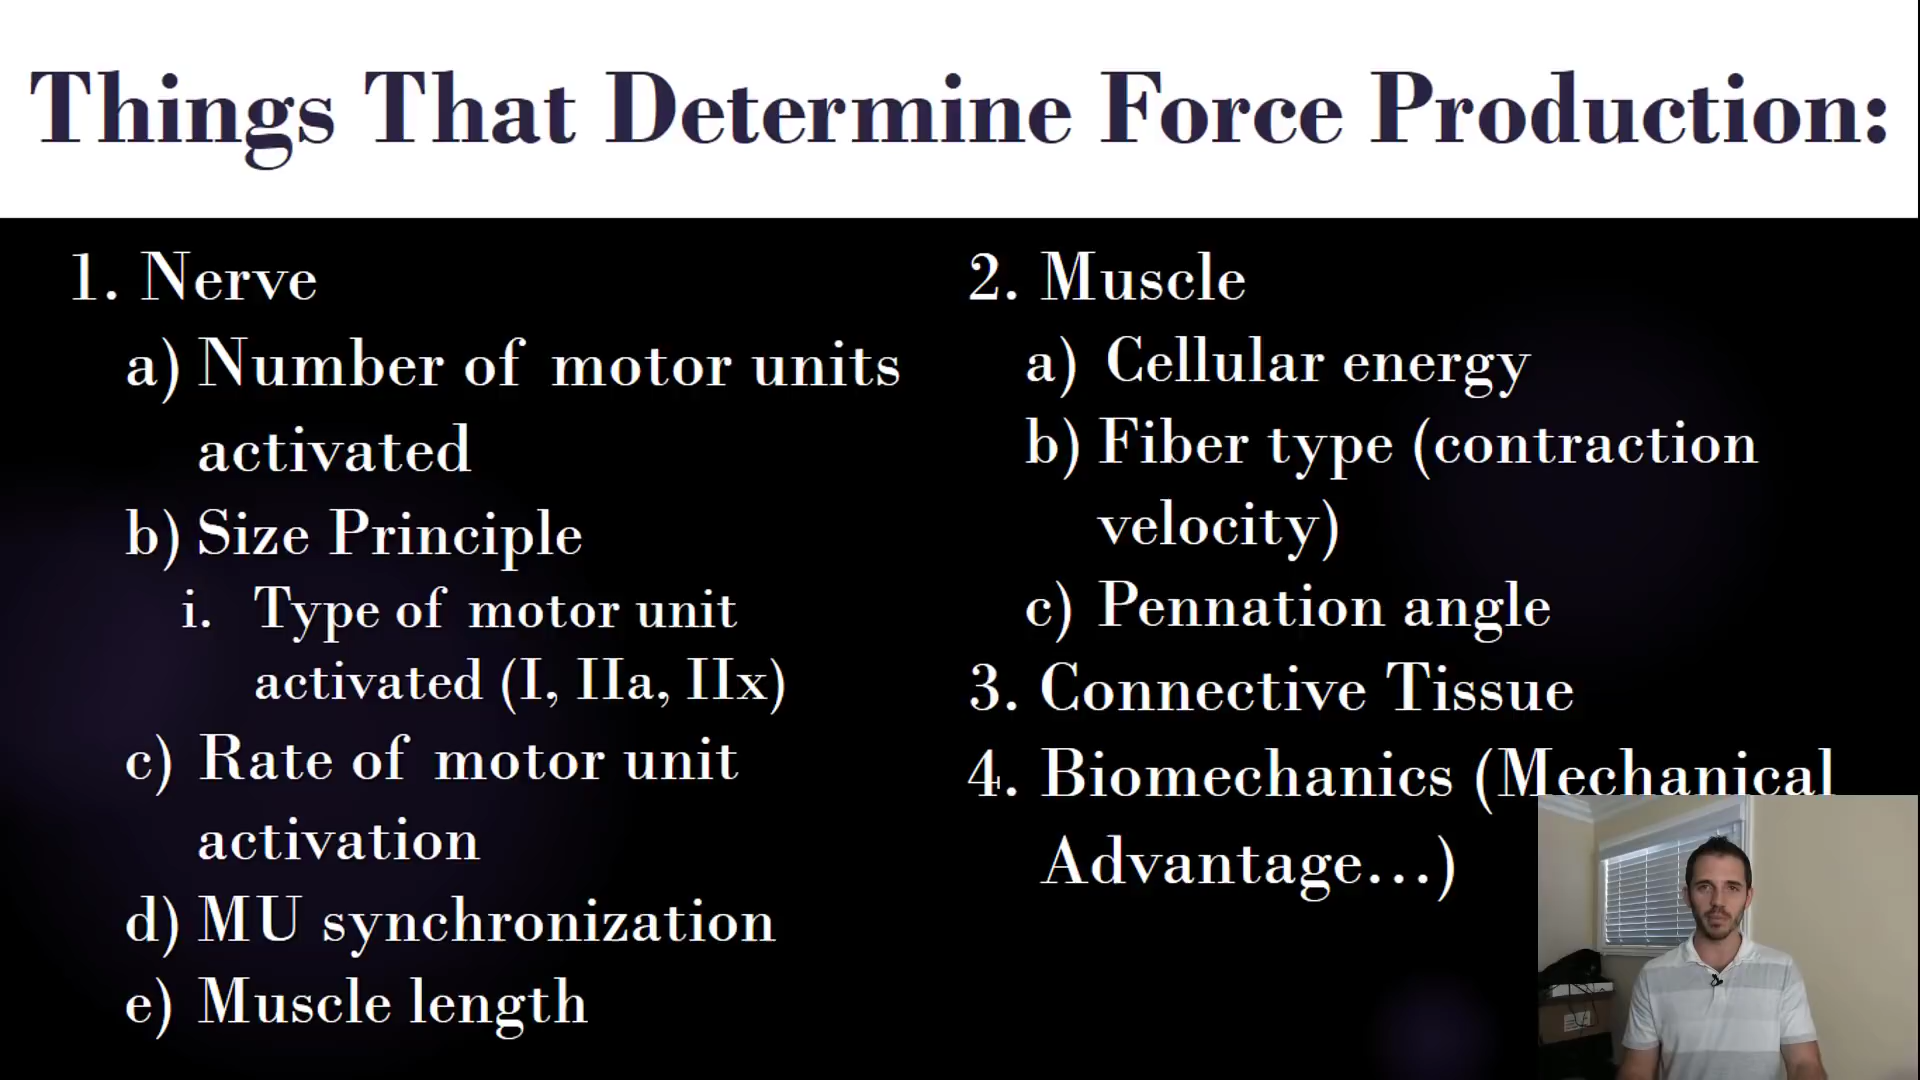 Things That Determine Force Production:
1. Nerve
a) Number of motor units
activated
b) Size Principle
i. Type of motor unit
activated (I, IIa, IIx)
c) Rate of motor unit
activation
d) MU synchronization
e) Muscle length
2. Muscle
a) Cellular energy
b) Fiber type (contraction
velocity)
c) Pennation angle
3. Connective Tissue
4. Biomechanics (Mechanical
Advantage...)